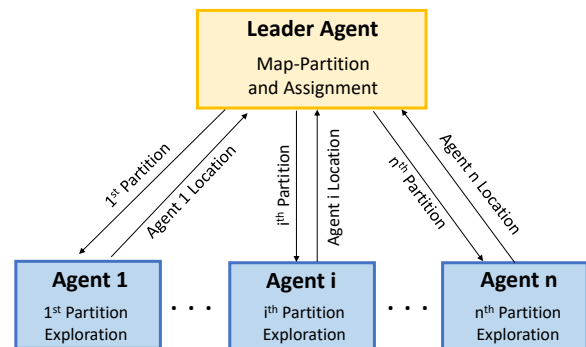 Leader Agent
Map-Partition
and Assignment
1st Partition
Agent 1 Location
ith Partition
Agent i Location
nth Partition
Agent n Location
Agent 1
1st Partition
Exploration
. . .
Agent i
ith Partition
Exploration
. . .
Agent n
nth Partition
Exploration